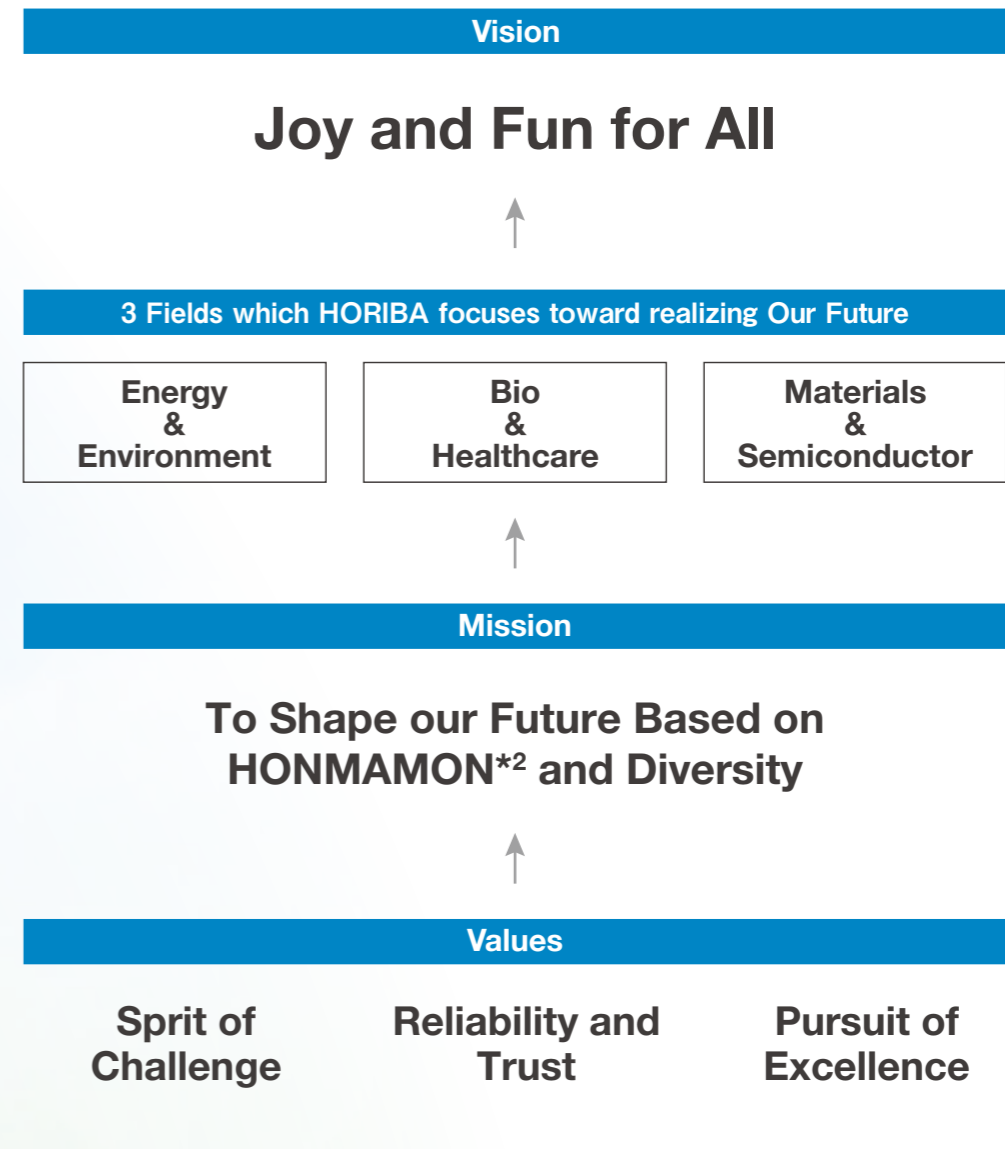 Vision
Joy and Fun for All
3 Fields which HORIBA focuses toward realizing Our Future
Energy
&
Environment
Bio
&
Healthcare
Materials
&
Semiconductor
Mission
To Shape our Future Based on
HONMAMON*2 and Diversity
Values
Sprit of
Challenge
Reliability and
Trust
Pursuit of
Excellence